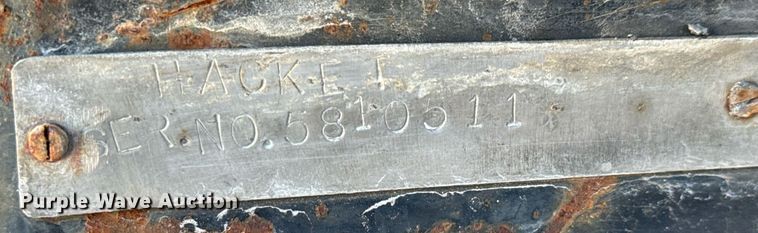 HACKET
SER.NO.5810511
Purple Wave Auction